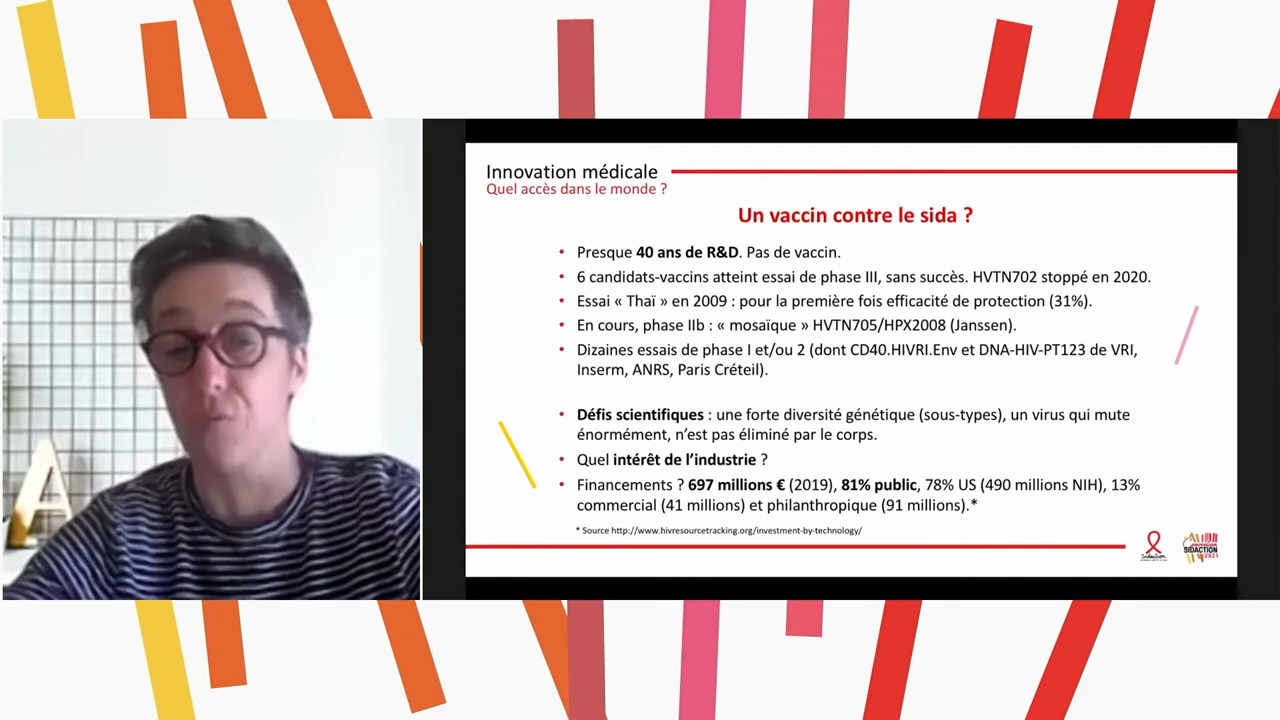 Innovation médicale
Quel accès dans le monde ?
Un vaccin contre le sida ?
• Presque 40 ans de R&D. Pas de vaccin.
• 6 candidats-vaccins atteint essai de phase III, sans succès. HVTN702 stoppé en 2020.
• Essai « Thaï » en 2009 : pour la première fois efficacité de protection (31%).
• En cours, phase IIb : « mosaïque » HVTN705/HPX2008 (Janssen).
• Dizaines essais de phase I et/ou 2 (dont CD40.HIVRI.Env et DNA-HIV-PT123 de VRI,
Inserm, ANRS, Paris Créteil).
• Défis scientifiques : une forte diversité génétique (sous-types), un virus qui mute
énormément, n’est pas éliminé par le corps.
• Quel intérêt de l’industrie ?
• Financements ? 697 millions € (2019), 81% public, 78% US (490 millions NIH), 13%
commercial (41 millions) et philanthropique (91 millions).*
* Source http://www.hivresourcetracking.org/investment-by-technology/
Sidaction
SIDACTION
2021
A